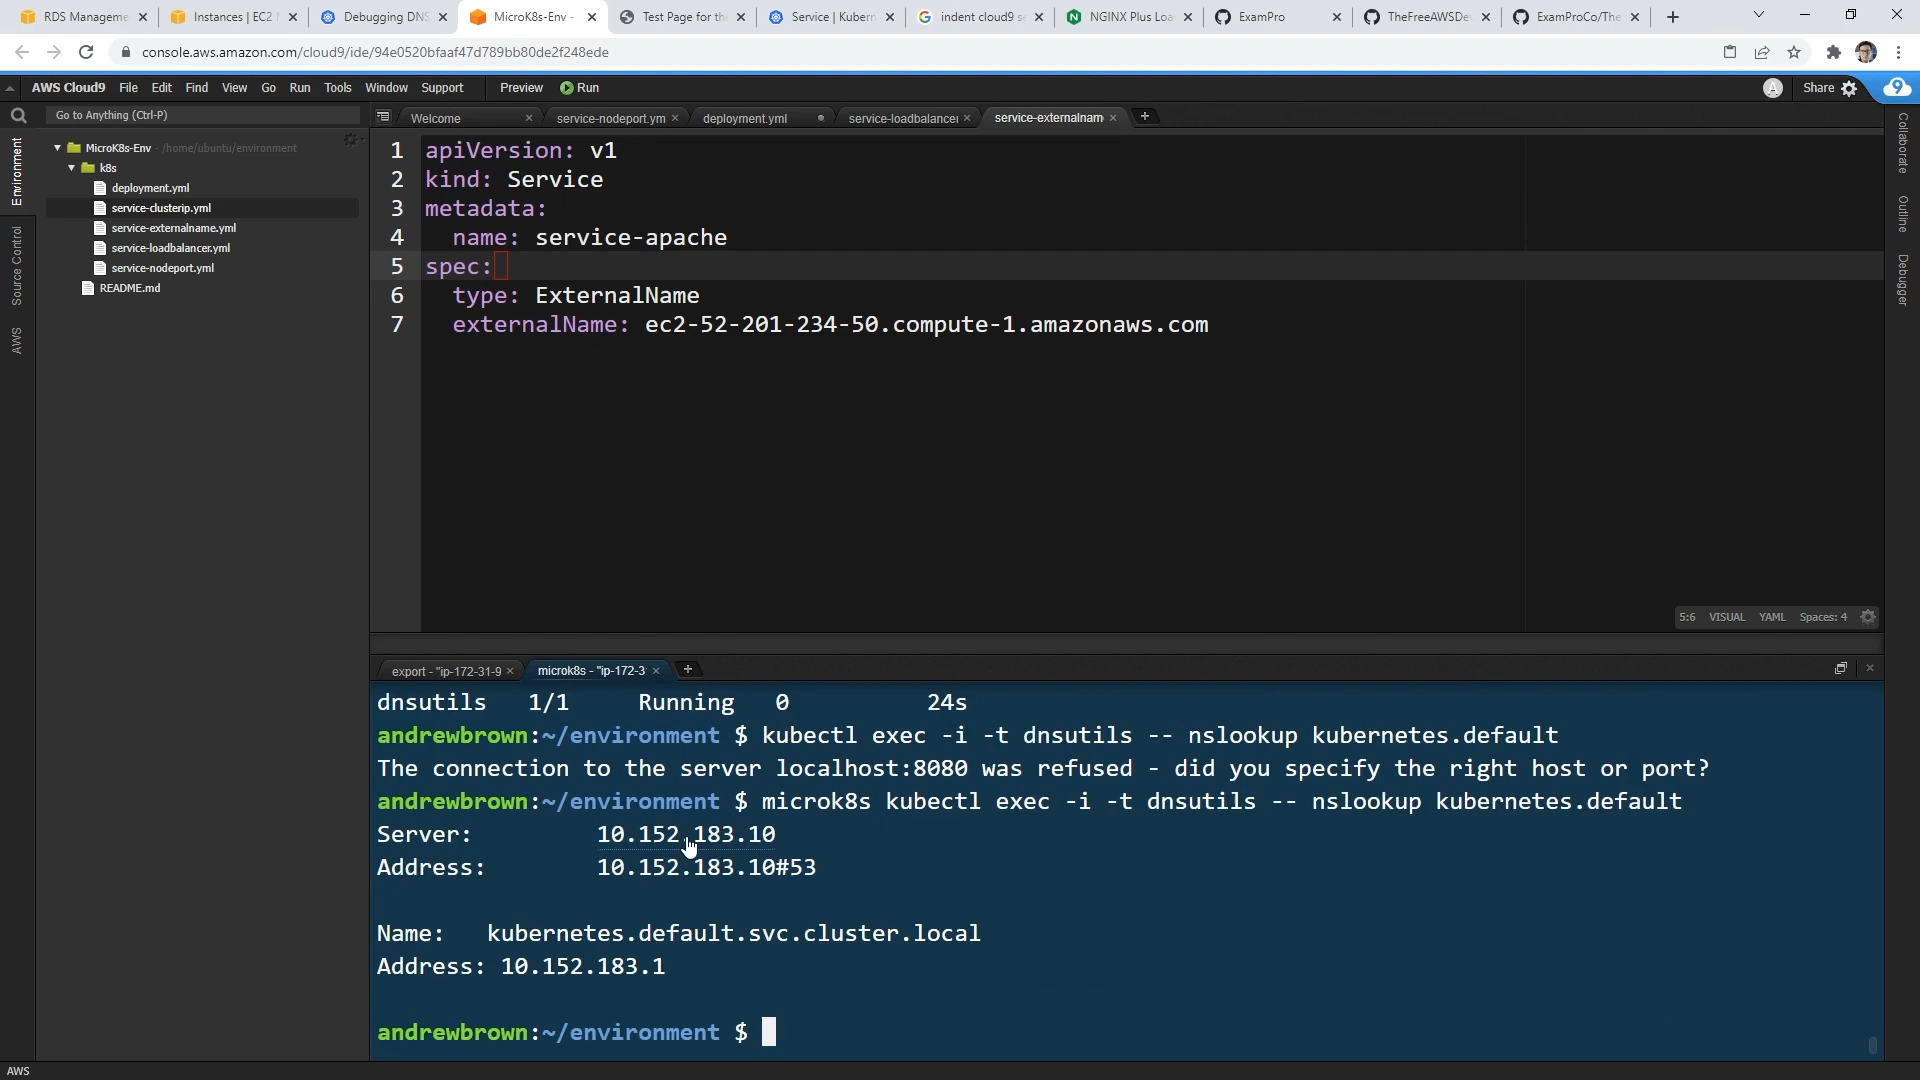 RDS Manageme
Instances | EC2 M
Debugging DNS
MicroK8s-Env -
Test Page for the
Service | Kubern
indent cloud9 se
NGINX Plus Loa
ExamPro
TheFreeAWSDev
ExamProCo/The
console.aws.amazon.com/cloud9/ide/94e0520bfaaf47d789bb80de2f248ede
AWS Cloud9 File Edit Find View Go Run Tools Window Support Preview Run
A Share 9
Go to Anything (Ctrl-P)
Welcome service-nodeport.ym deployment.yml service-loadbalancer service-externalnam
Environment
Source Control
AWS
MicroK8s-Env - /home/ubuntu/environment
k8s
deployment.yml
service-clusterip.yml
service-externalname.yml
service-loadbalancer.yml
service-nodeport.yml
README.md
1 apiVersion: v1
2 kind: Service
3 metadata:
4 name: service-apache
5 spec:
6 type: ExternalName
7 externalName: ec2-52-201-234-50.compute-1.amazonaws.com
Collaborate
Outline
Debugger
5:6 VISUAL YAML Spaces: 4
export - "ip-172-31-9 microk8s - "ip-172-3
dnsutils 1/1 Running 0 24s
andrewbrown:~/environment $ kubectl exec -i -t dnsutils -- nslookup kubernetes.default
The connection to the server localhost:8080 was refused - did you specify the right host or port?
andrewbrown:~/environment $ microk8s kubectl exec -i -t dnsutils -- nslookup kubernetes.default
Server: 10.152.183.10
Address: 10.152.183.10#53
Name: kubernetes.default.svc.cluster.local
Address: 10.152.183.1
andrewbrown:~/environment $
AWS